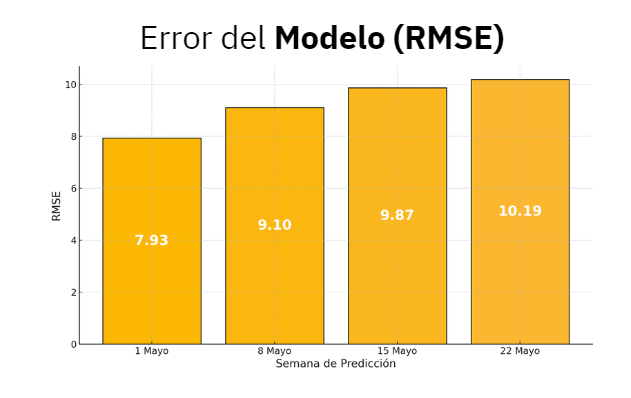 Error del Modelo (RMSE)
RMSE
10
8
6
4
2
0
7.93
9.10
9.87
10.19
1 Mayo
8 Mayo
15 Mayo
22 Mayo
Semana de Predicción